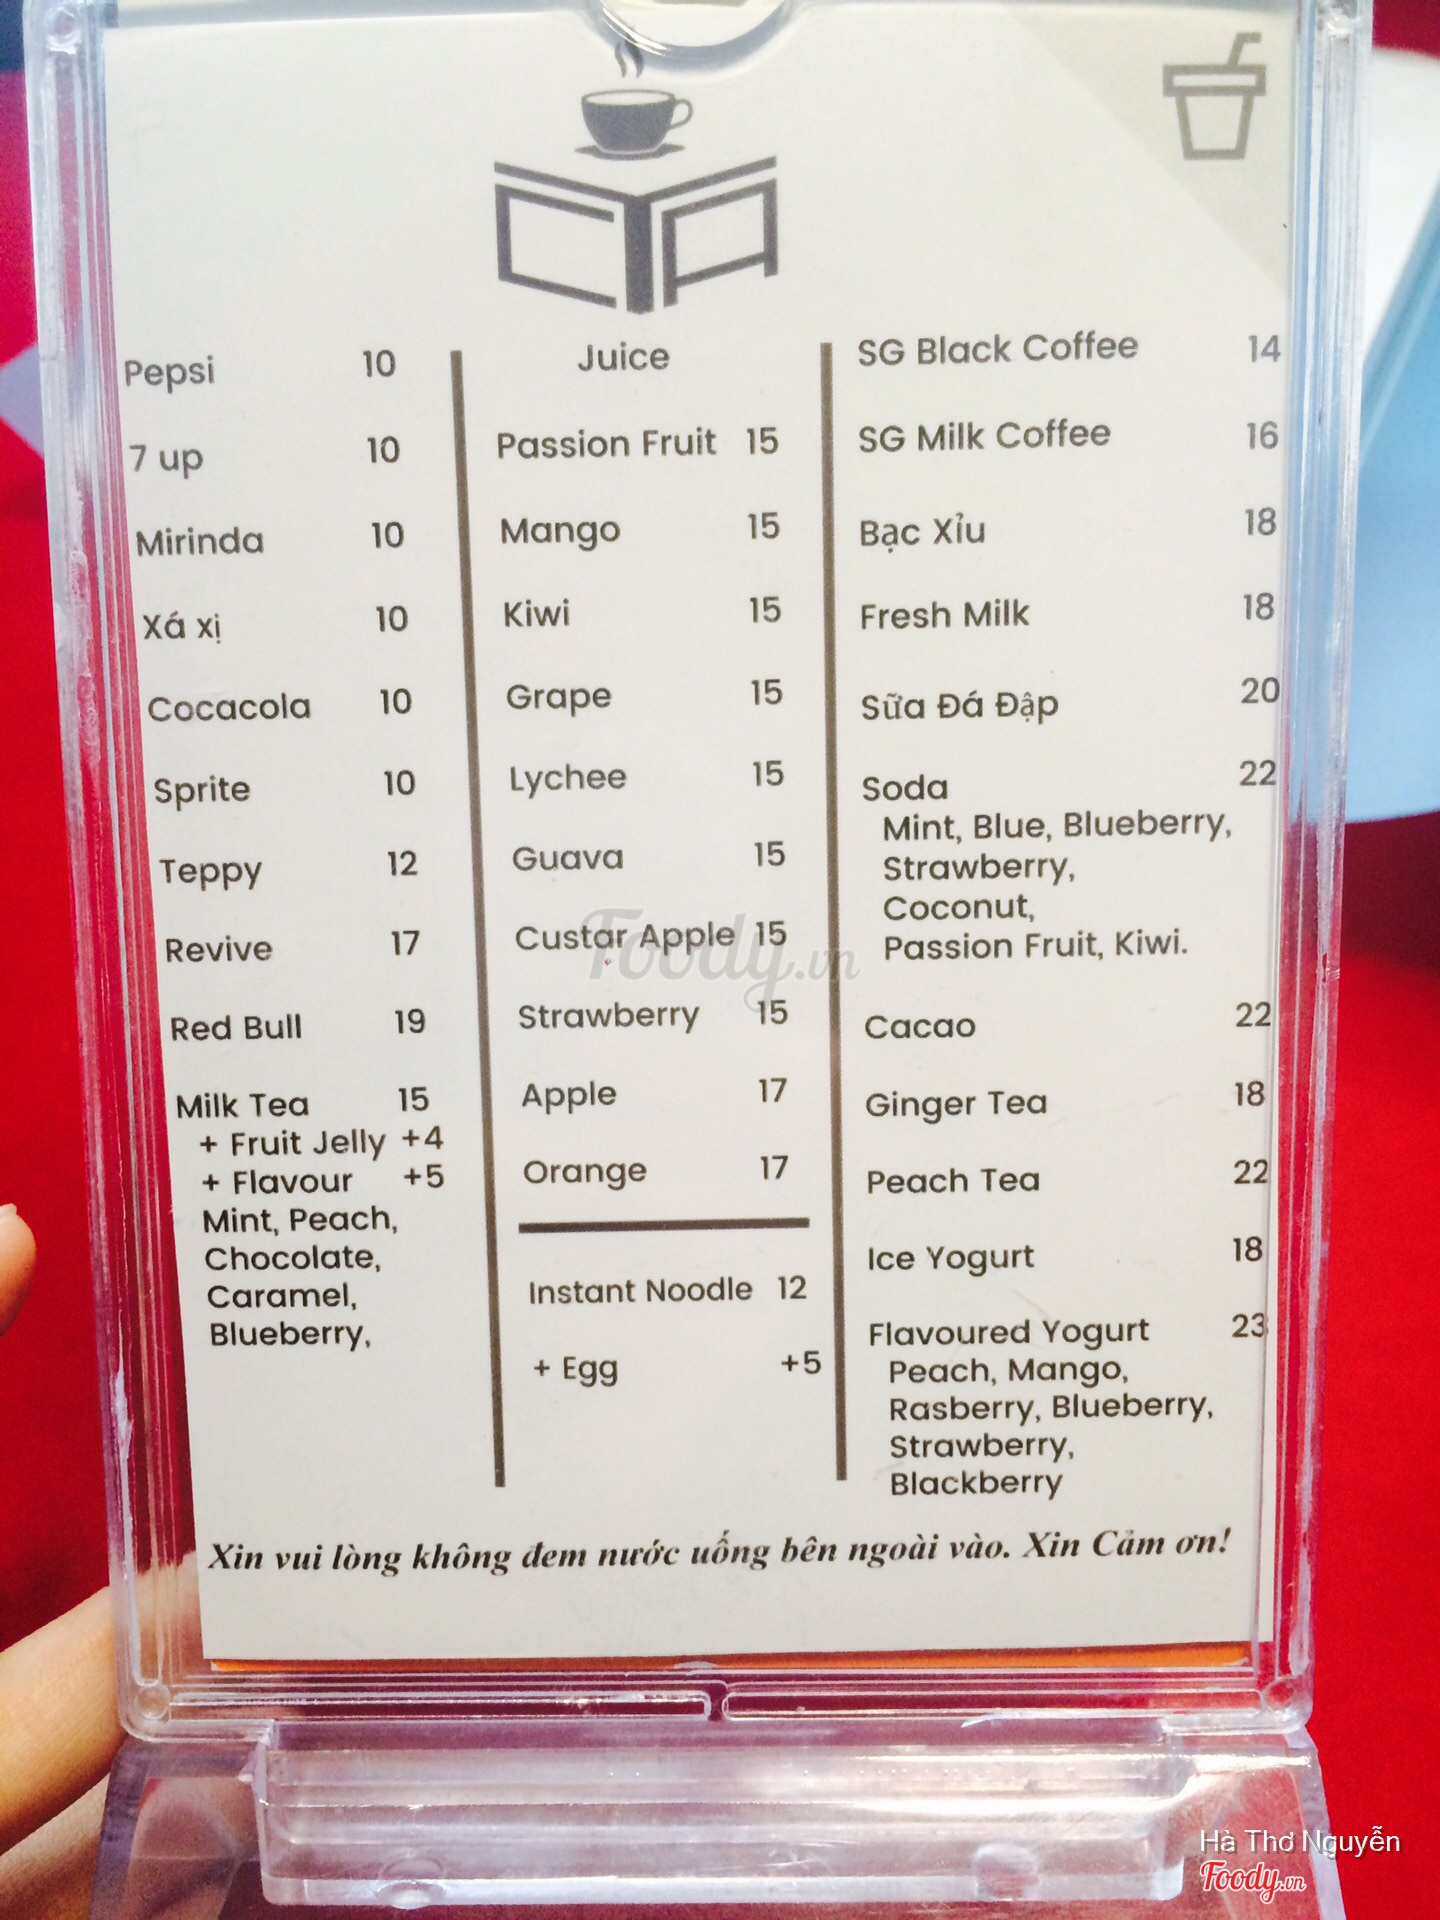 Pepsi 10
7 up 10
Mirinda 10
Xá xị 10
Cocacola 10
Sprite 10
Teppy 12
Revive 17
Red Bull 19
Milk Tea 15
+ Fruit Jelly +4
+ Flavour +5
Mint, Peach,
Chocolate,
Caramel,
Blueberry,
Juice
Passion Fruit 15
Mango 15
Kiwi 15
Grape 15
Lychee 15
Guava 15
Custar Apple 15
Strawberry 15
Apple 17
Orange 17
Instant Noodle 12
+ Egg +5
SG Black Coffee 14
SG Milk Coffee 16
Bạc Xỉu 18
Fresh Milk 18
Sữa Đá Đập 20
Soda 22
Mint, Blue, Blueberry,
Strawberry,
Coconut,
Passion Fruit, Kiwi.
Cacao 22
Ginger Tea 18
Peach Tea 22
Ice Yogurt 18
Flavoured Yogurt 23
Peach, Mango,
Rasberry, Blueberry,
Strawberry,
Blackberry
Xin vui lòng không đem nước uống bên ngoài vào. Xin Cảm ơn!
Foody.vn
Hà Thơ Nguyễn
Foody.vn